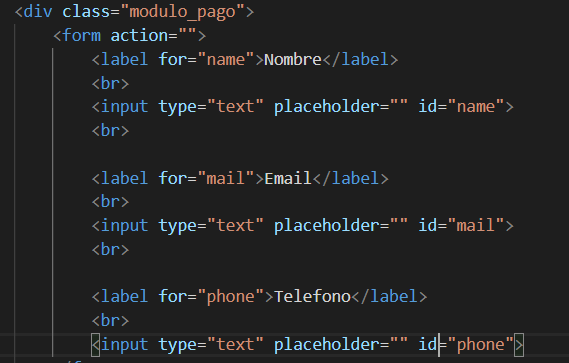 <div class="modulo_pago">
<form action="">
<label for="name">Nombre</label>
<br>
<input type="text" placeholder="" id="name">
<br>
<label for="mail">Email</label>
<br>
<input type="text" placeholder="" id="mail">
<br>
<label for="phone">Telefono</label>
<br>
<input type="text" placeholder="" id="phone">